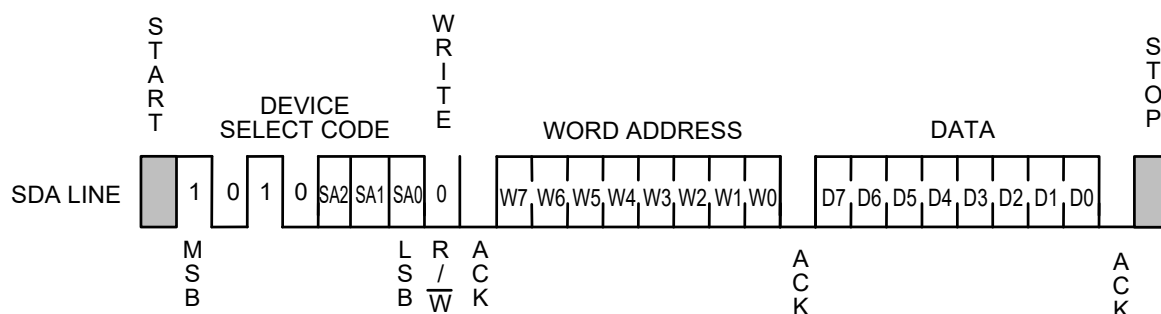 START
WRITE
STOP
DEVICE
SELECT CODE
WORD ADDRESS
DATA
SDA LINE
1 0 1 0 SA2 SA1 SA0 0
W7 W6 W5 W4 W3 W2 W1 W0
D7 D6 D5 D4 D3 D2 D1 D0
MSB
LSB
R/W̅
ACK
ACK
ACK